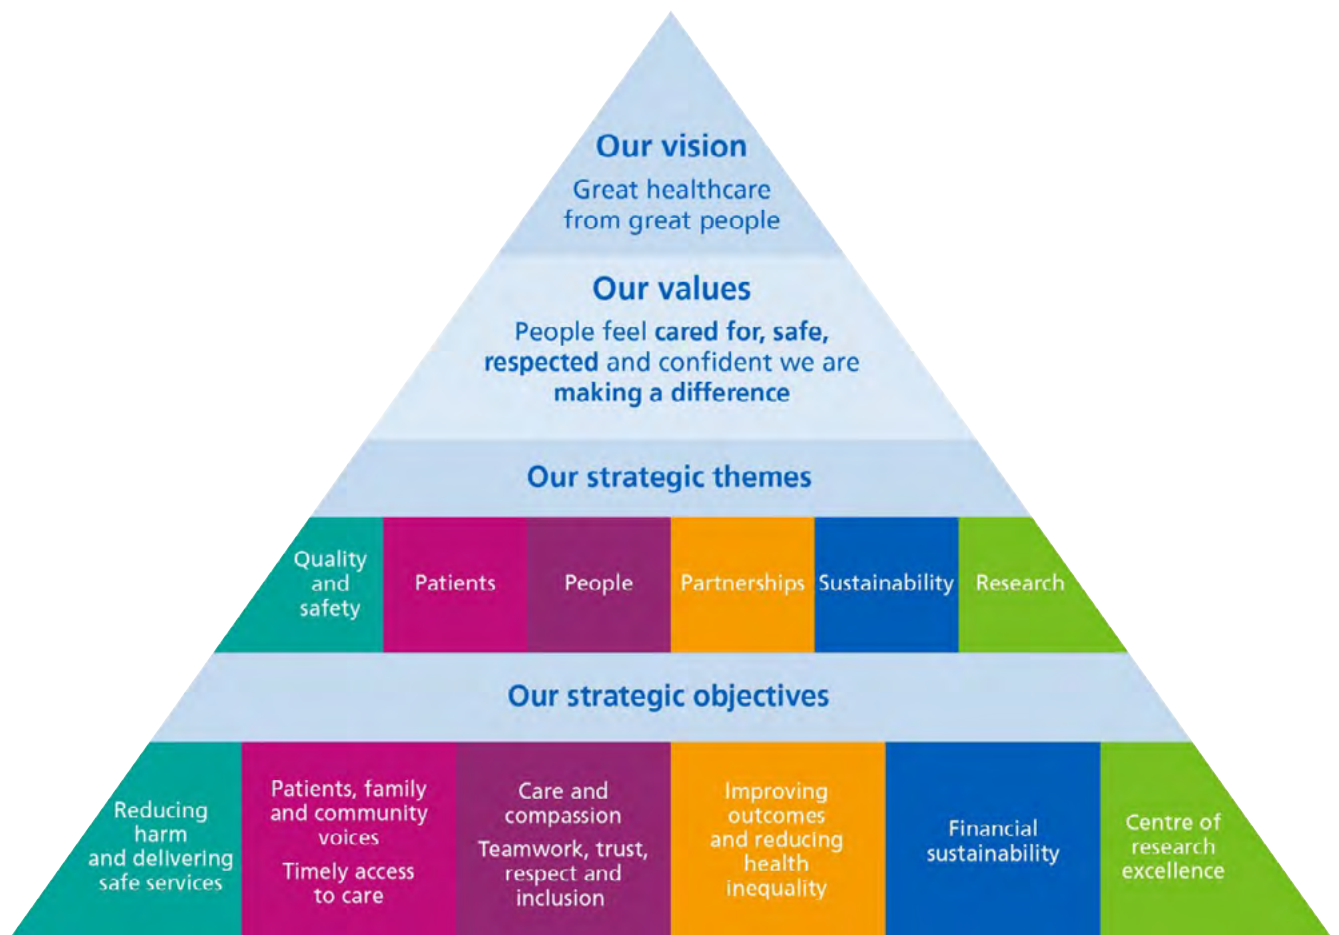 Our vision
Great healthcare
from great people
Our values
People feel cared for, safe,
respected and confident we are
making a difference
Our strategic themes
Quality
and
safety
Patients
People
Partnerships
Sustainability
Research
Our strategic objectives
Reducing
harm
and delivering
safe services
Patients, family
and community
voices
Timely access
to care
Care and
compassion
Teamwork, trust,
respect and
inclusion
Improving
outcomes
and reducing
health
inequality
Financial
sustainability
Centre of
research
excellence